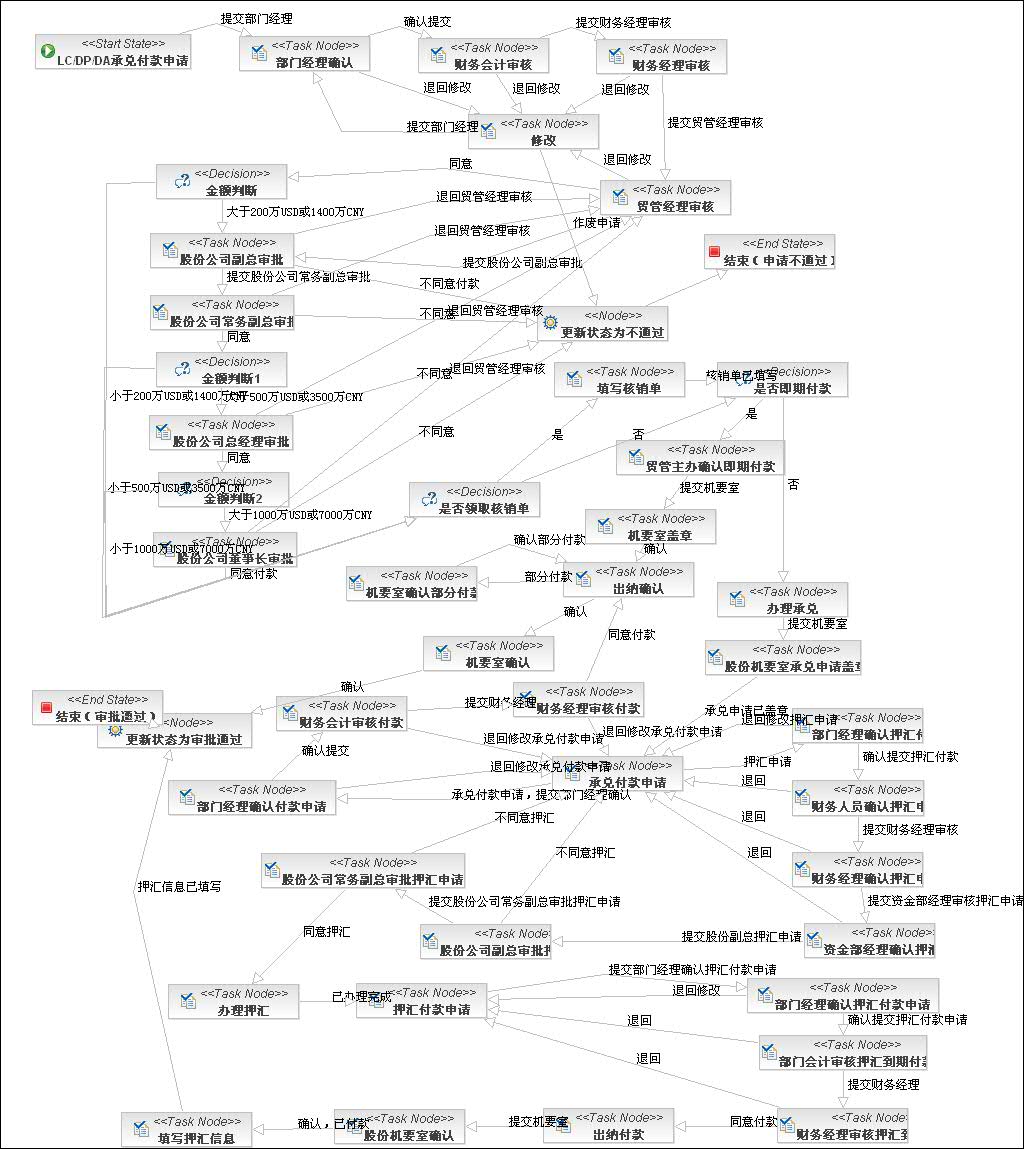 提交部门经理
确认提交
提交财务经理审核
<<Start State>>
LC/DP/DA承兑付款申请
<<Task Node>>
部门经理确认
<<Task Node>>
财务会计审核
<<Task Node>>
财务经理审核
退回修改
退回修改
退回修改
提交部门经理
<<Task Node>>
修改
提交贸管经理审核
退回修改
同意
<<Decision>>
金额判断
<<Task Node>>
贸管经理审核
退回贸管经理审核
大于200万USD或1400万CNY
作废申请
退回贸管经理审核
<<Task Node>>
股份公司副总审批
<<End State>>
结束（申请不通过）
提交股份公司副总审批
提交股份公司常务副总审批
不同意付款
<<Task Node>>
股份公司常务副总审批
不同意
退回贸管经理审核
<<Node>>
更新状态为不通过
同意
<<Decision>>
金额判断1
不同意
退回贸管经理审核
<<Task Node>>
填写核销单
核销单已填写
<<Decision>>
是否即期付款
小于200万USD或1400万CNY
500万USD或3500万CNY
是
<<Task Node>>
股份公司总经理审批
不同意
是
否
<<Task Node>>
贸管主办确认即期付款
同意
<<Decision>>
金额判断2
小于500万USD或3500万CNY
<<Decision>>
是否领取核销单
提交机要室
否
大于1000万USD或7000万CNY
<<Task Node>>
机要室盖章
<<Task Node>>
股份公司董事长审批
小于1000万USD或7000万CNY
确认部分付款
确认
同意付款
<<Task Node>>
机要室确认部分付款
部分付款
<<Task Node>>
出纳确认
<<Task Node>>
办理承兑
确认
提交机要室
同意付款
<<Task Node>>
机要室确认
<<Task Node>>
股份机要室承兑申请盖章
确认
<<End State>>
结束（审批通过）
<<Node>>
更新状态为审批通过
<<Task Node>>
财务会计审核付款
提交财务经理
<<Task Node>>
财务经理审核付款
承兑申请已盖章
退回修改押汇申请
<<Task Node>>
部门经理确认押汇付
退回修改承兑付款申请
退回修改承兑付款申请
确认提交
退回修改承兑付款申请
<<Task Node>>
承兑付款申请
押汇申请
确认提交押汇付款
<<Task Node>>
部门经理确认付款申请
承兑付款申请，提交部门经理确认
退回
<<Task Node>>
财务人员确认押汇申
不同意押汇
退回
提交财务经理审核
不同意押汇
退回
<<Task Node>>
财务经理确认押汇申
<<Task Node>>
股份公司常务副总审批押汇申请
押汇信息已填写
提交股份公司常务副总审批押汇申请
提交资金部经理审核押汇申请
同意押汇
<<Task Node>>
股份公司副总审批押
提交股份副总押汇申请
<<Task Node>>
资金部经理确认押汇
提交部门经理确认押汇付款申请
<<Task Node>>
办理押汇
已办理完成
<<Task Node>>
押汇付款申请
退回修改
<<Task Node>>
部门经理确认押汇付款申请
退回
确认提交押汇付款申请
<<Task Node>>
部门会计审核押汇到期付款
退回
提交财务经理
<<Task Node>>
填写押汇信息
确认，已付款
<<Task Node>>
股份机要室确认
提交机要室
<<Task Node>>
出纳付款
同意付款
<<Task Node>>
财务经理审核押汇到